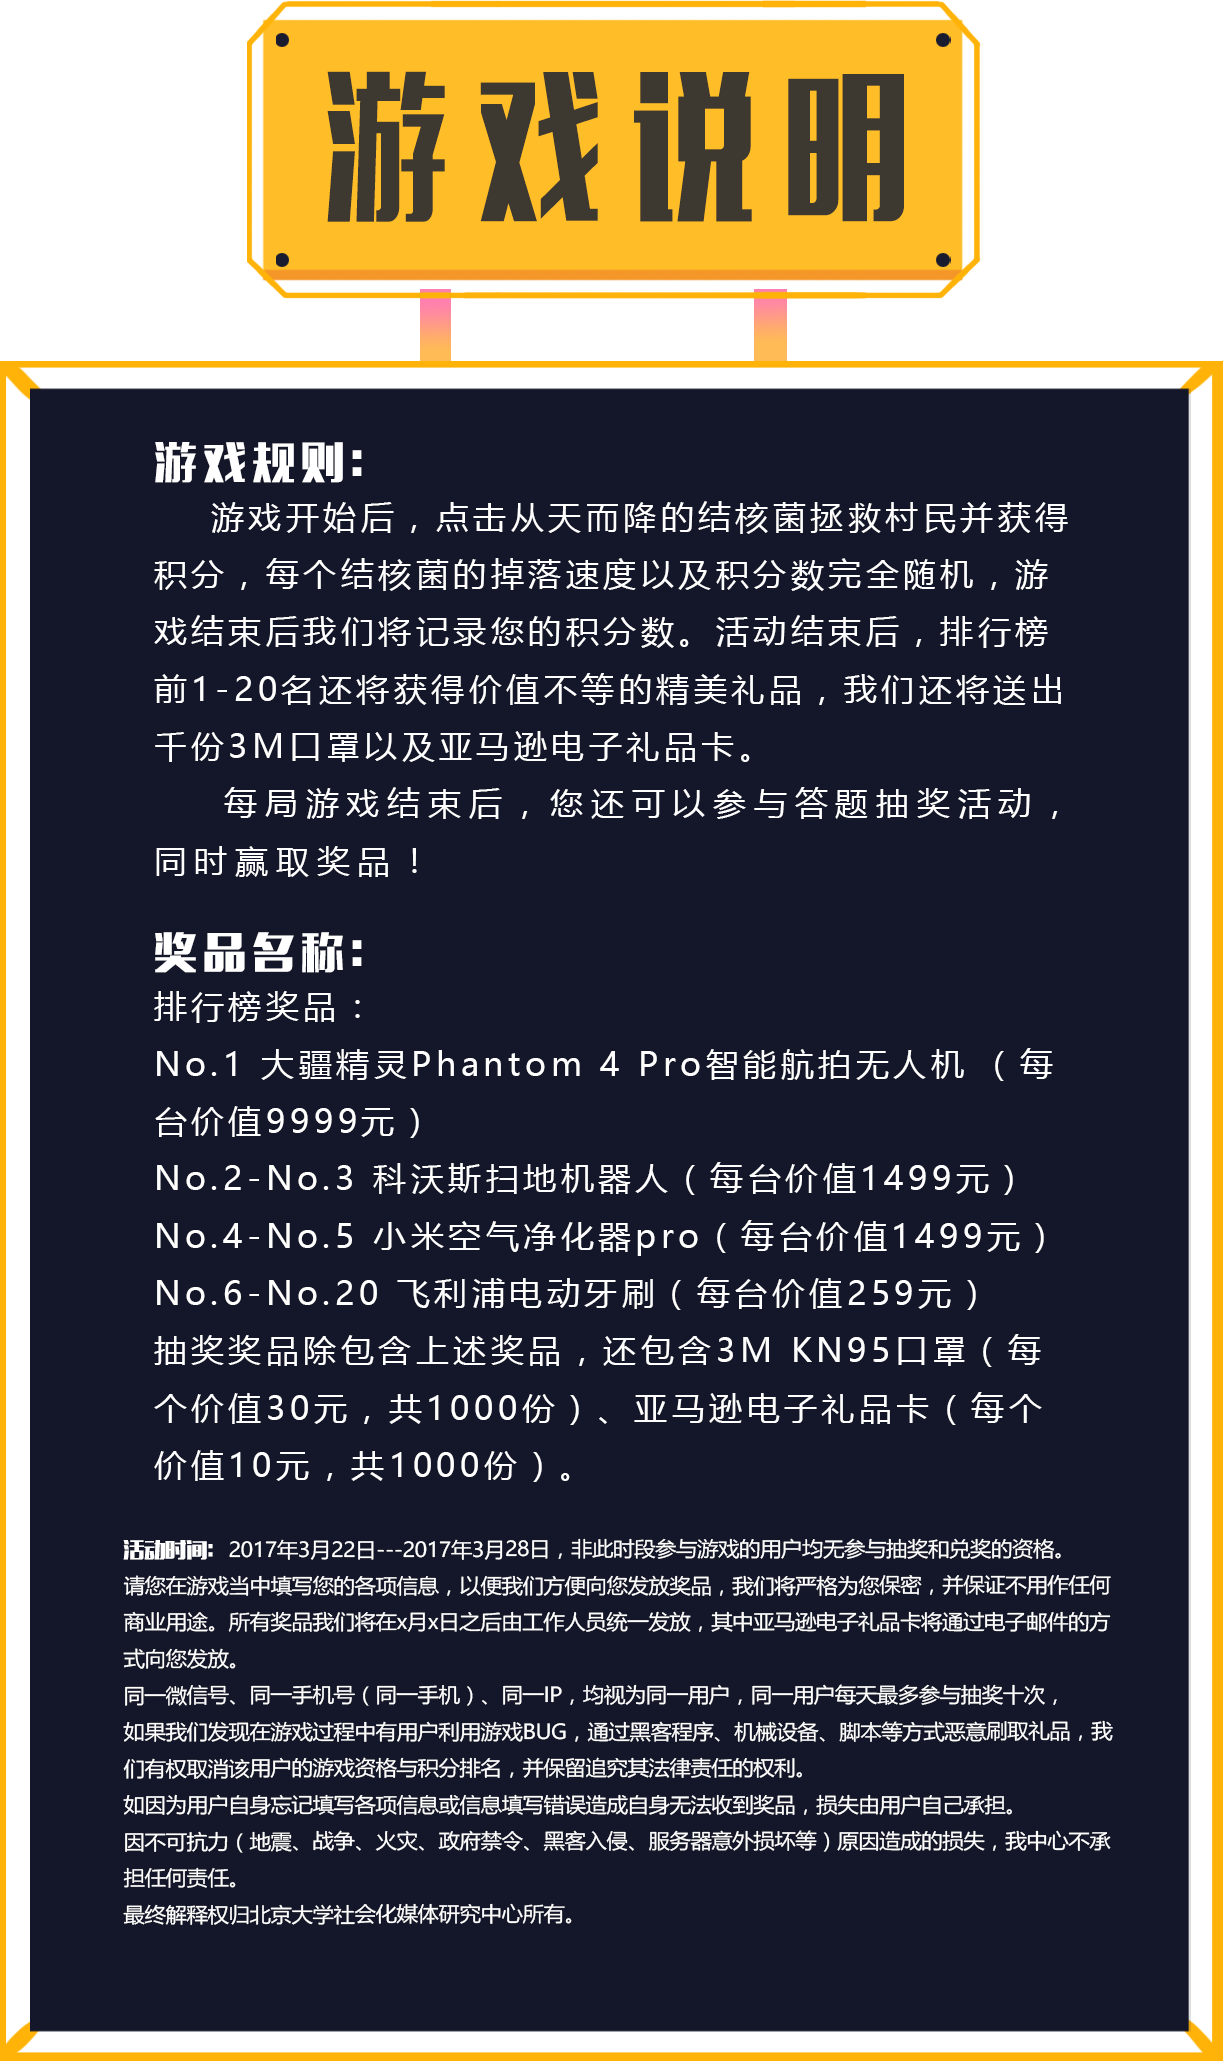 游戏说明
游戏规则：
游戏开始后，点击从天而降的结核菌拯救村民并获得
积分，每个结核菌的掉落速度以及积分数完全随机，游
戏结束后我们将记录您的积分数。活动结束后，排行榜
前1-20名还将获得价值不等的精美礼品，我们还将送出
千份3M口罩以及亚马逊电子礼品卡。
每局游戏结束后，您还可以参与答题抽奖活动，
同时赢取奖品！
奖品名称：
排行榜奖品：
No.1 大疆精灵Phantom 4 Pro智能航拍无人机 （每
台价值9999元）
No.2-No.3 科沃斯扫地机器人（每台价值1499元）
No.4-No.5 小米空气净化器pro（每台价值1499元）
No.6-No.20 飞利浦电动牙刷（每台价值259元）
抽奖奖品除包含上述奖品，还包含3M KN95口罩（每
个价值30元，共1000份）、亚马逊电子礼品卡（每个
价值10元，共1000份）。
活动时间：2017年3月22日---2017年3月28日，非此时段参与游戏的用户均无参与抽奖和兑奖的资格。
请您在游戏当中填写您的各项信息，以便我们方便向您发放奖品，我们将严格为您保密，并保证不用作任何
商业用途。所有奖品我们将在x月x日之后由工作人员统一发放，其中亚马逊电子礼品卡将通过电子邮件的方
式向您发放。
同一微信号、同一手机号（同一手机）、同一IP，均视为同一用户，同一用户每天最多参与抽奖十次，
如果我们发现在游戏过程中有用户利用游戏BUG，通过黑客程序、机械设备、脚本等方式恶意刷取礼品，我
们有权取消该用户的游戏资格与积分排名，并保留追究其法律责任的权利。
如因为用户自身忘记填写各项信息或信息填写错误造成自身无法收到奖品，损失由用户自己承担。
因不可抗力（地震、战争、火灾、政府禁令、黑客入侵、服务器意外损坏等）原因造成的损失，我中心不承
担任何责任。
最终解释权归北京大学社会化媒体研究中心所有。